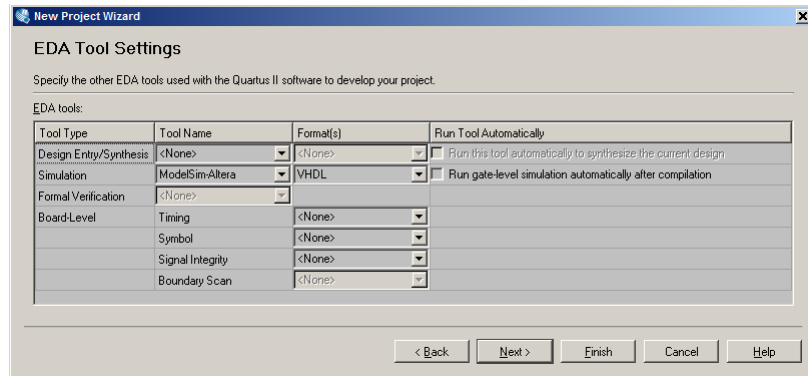 New Project Wizard
EDA Tool Settings
Specify the other EDA tools used with the Quartus II software to develop your project.
EDA tools:
Tool Type Tool Name Format(s) Run Tool Automatically
Design Entry/Synthesis <None> <None> Run this tool automatically to synthesize the current design
Simulation ModelSim-Altera VHDL Run gate-level simulation automatically after compilation
Formal Verification <None>
Board-Level Timing <None>
Symbol <None>
Signal Integrity <None>
Boundary Scan <None>
< Back Next > Finish Cancel Help